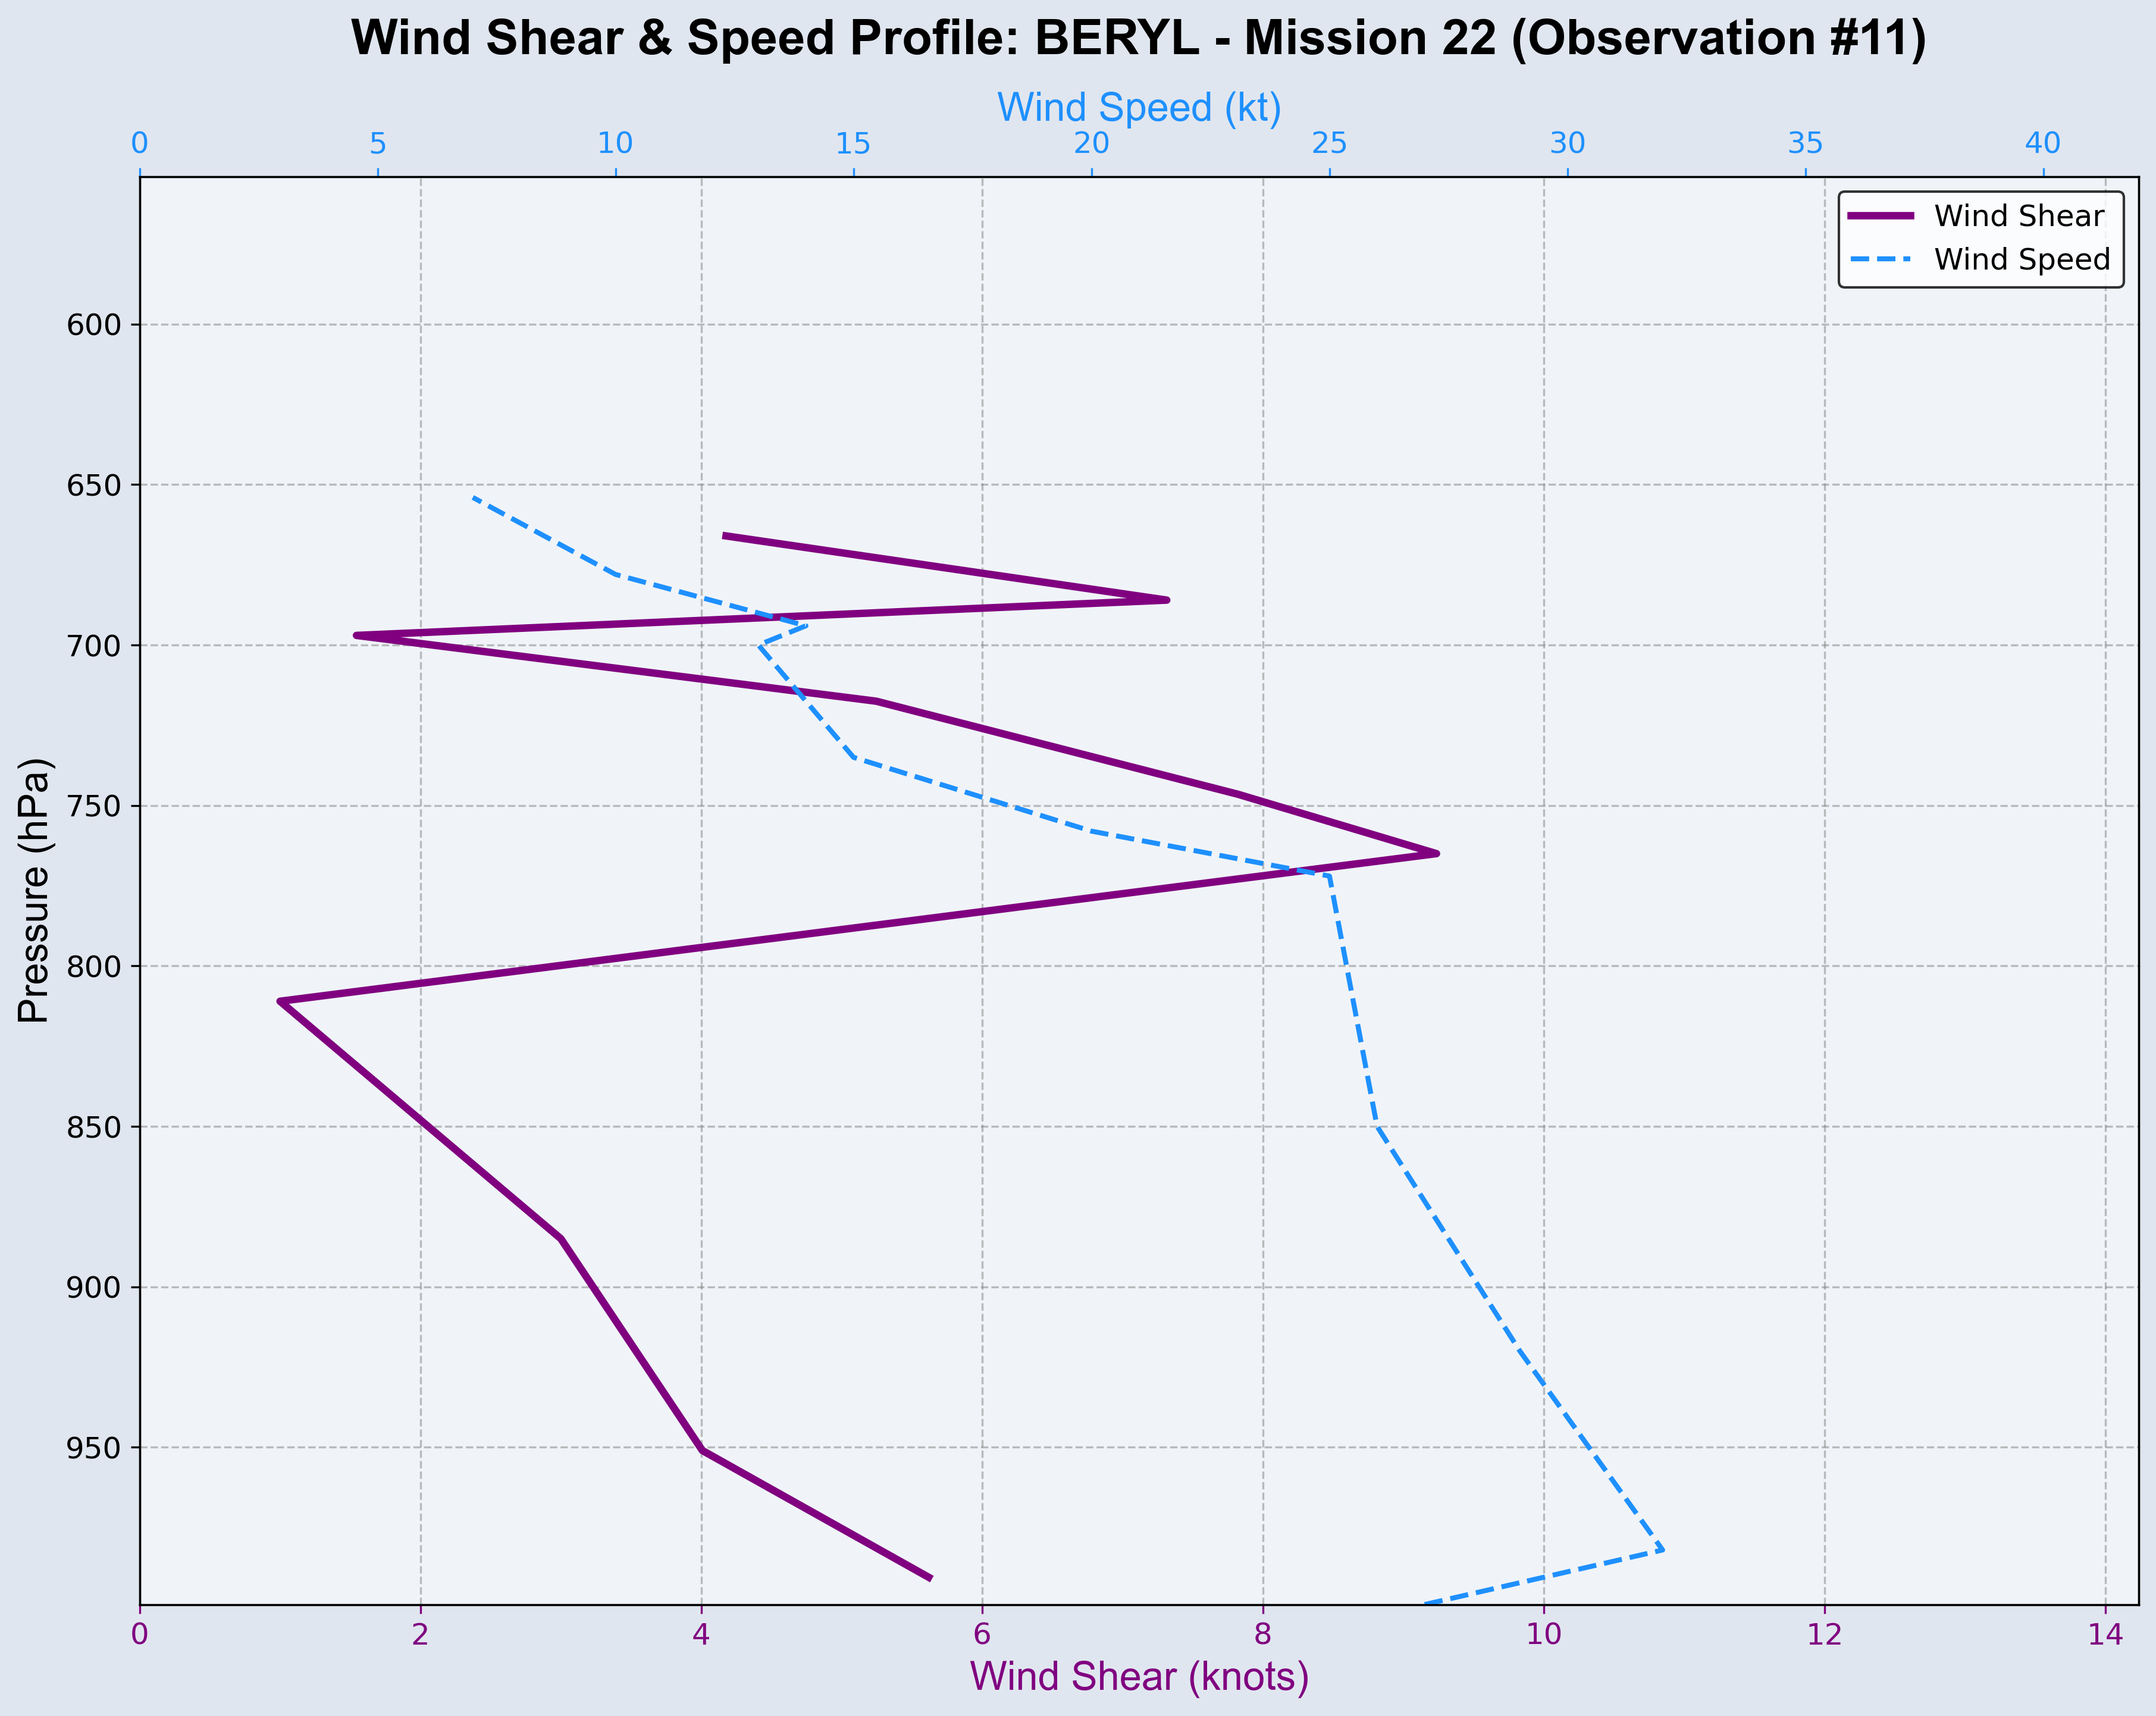 Wind Shear & Speed Profile: BERYL - Mission 22 (Observation #11)
Wind Speed (kt)
0 5 10 15 20 25 30 35 40
Wind Shear
Wind Speed
600
650
700
750
800
850
900
950
Pressure (hPa)
0 2 4 6 8 10 12 14
Wind Shear (knots)